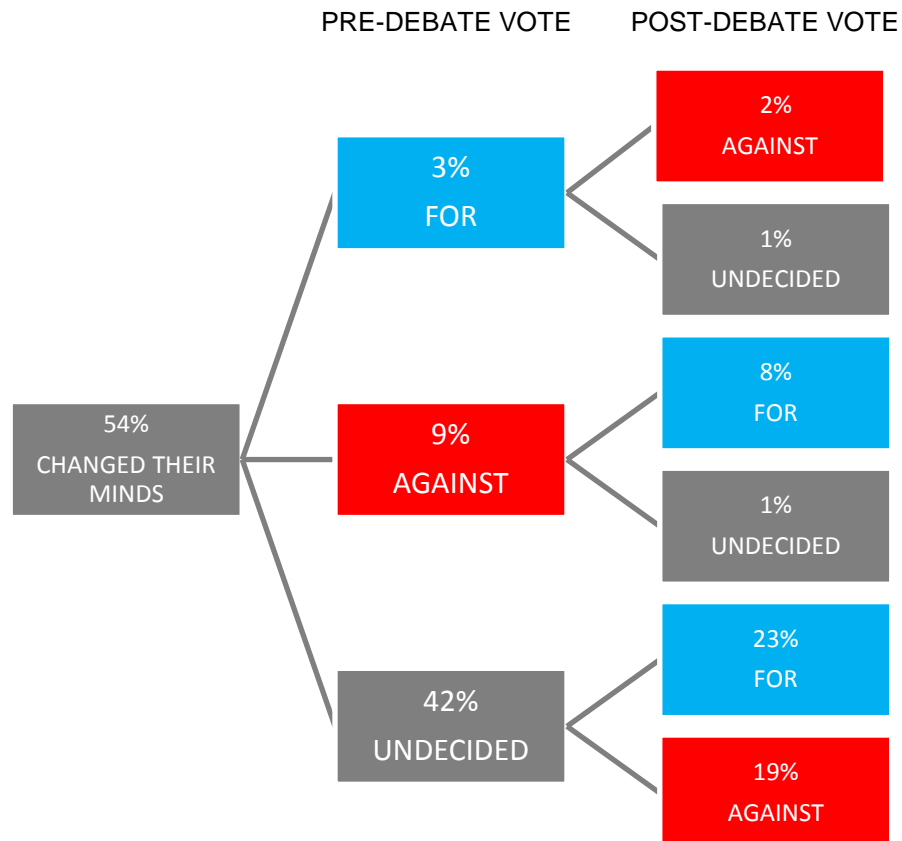 PRE-DEBATE VOTE
POST-DEBATE VOTE
54%
CHANGED THEIR
MINDS
3%
FOR
2%
AGAINST
1%
UNDECIDED
9%
AGAINST
8%
FOR
1%
UNDECIDED
42%
UNDECIDED
23%
FOR
19%
AGAINST